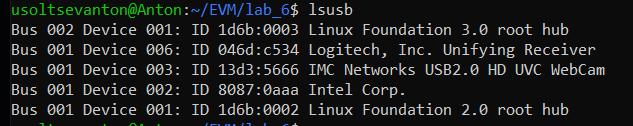 usoltsevanton@Anton:~/EVM/lab_6$ lsusb
Bus 002 Device 001: ID 1d6b:0003 Linux Foundation 3.0 root hub
Bus 001 Device 006: ID 046d:c534 Logitech, Inc. Unifying Receiver
Bus 001 Device 003: ID 13d3:5666 IMC Networks USB2.0 HD UVC WebCam
Bus 001 Device 002: ID 8087:0aaa Intel Corp.
Bus 001 Device 001: ID 1d6b:0002 Linux Foundation 2.0 root hub